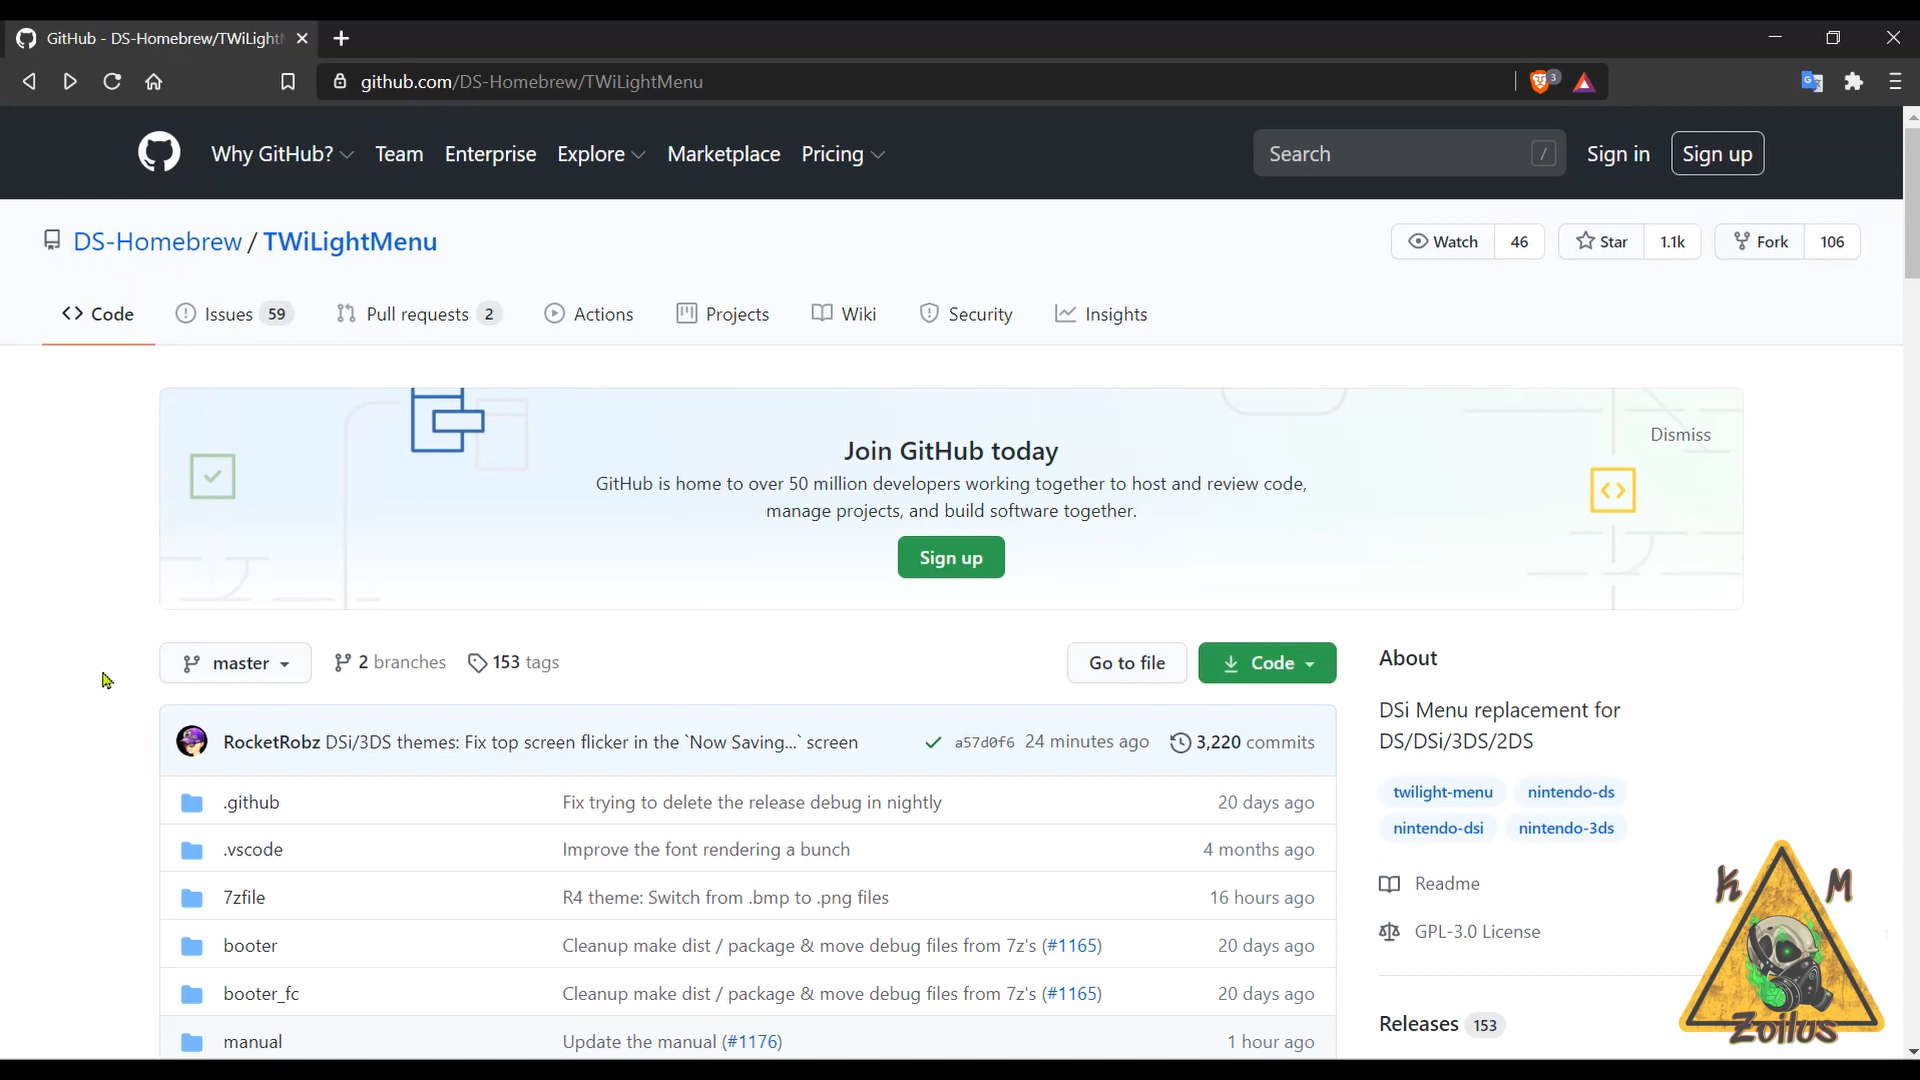 GitHub - DS-Homebrew/TWiLight
github.com/DS-Homebrew/TWiLightMenu
3
Why GitHub? Team Enterprise Explore Marketplace Pricing
Search /
Sign in
Sign up
DS-Homebrew / TWiLightMenu
Watch 46
Star 1.1k
Fork 106
Code
Issues 59
Pull requests 2
Actions
Projects
Wiki
Security
Insights
Dismiss
Join GitHub today
GitHub is home to over 50 million developers working together to host and review code,
manage projects, and build software together.
Sign up
master
2 branches
153 tags
Go to file
Code
RocketRobz DSi/3DS themes: Fix top screen flicker in the `Now Saving...` screen a57d0f6 24 minutes ago 3,220 commits
.github Fix trying to delete the release debug in nightly 20 days ago
.vscode Improve the font rendering a bunch 4 months ago
7zfile R4 theme: Switch from .bmp to .png files 16 hours ago
booter Cleanup make dist / package & move debug files from 7z's (#1165) 20 days ago
booter_fc Cleanup make dist / package & move debug files from 7z's (#1165) 20 days ago
manual Update the manual (#1176) 1 hour ago
About
DSi Menu replacement for
DS/DSi/3DS/2DS
twilight-menu nintendo-ds
nintendo-dsi nintendo-3ds
Readme
GPL-3.0 License
Releases 153
K M
Zoilus